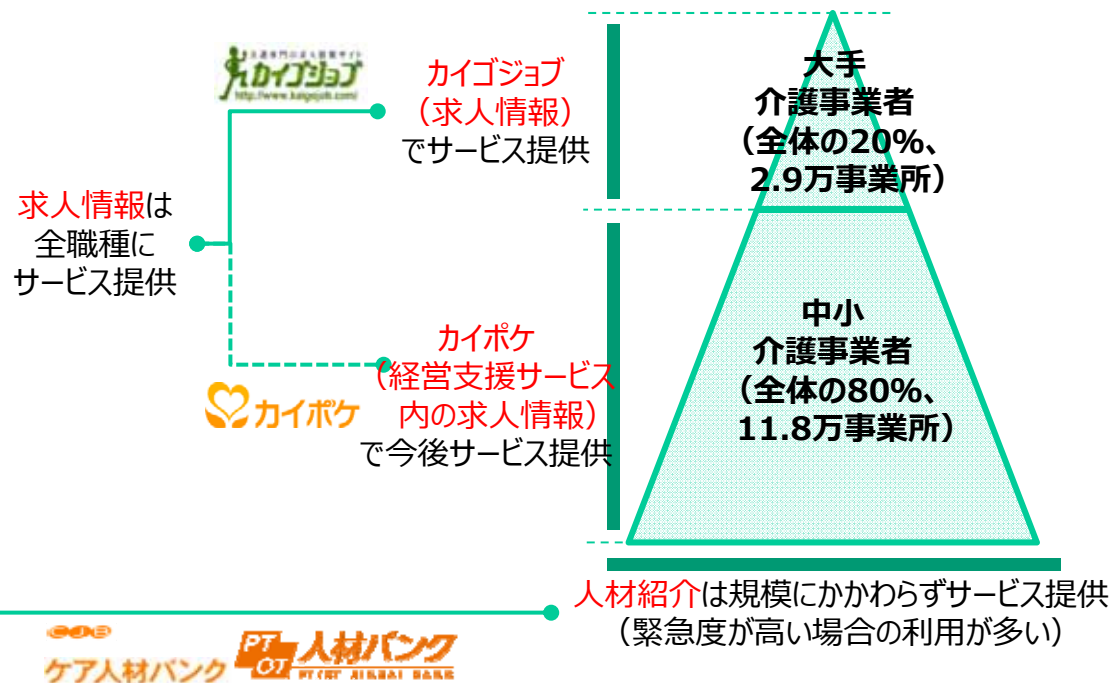 求人情報は
全職種に
サービス提供
カイゴジョブ
http://www.kaigojob.com/
カイゴジョブ
（求人情報）
でサービス提供
カイポケ
カイポケ
（経営支援サービス
内の求人情報）
で今後サービス提供
大手
介護事業者
（全体の20%、
2.9万事業所）
中小
介護事業者
（全体の80%、
11.8万事業所）
人材紹介は規模にかかわらずサービス提供
（緊急度が高い場合の利用が多い）
ケア人材バンク
PT
OT
人材バンク